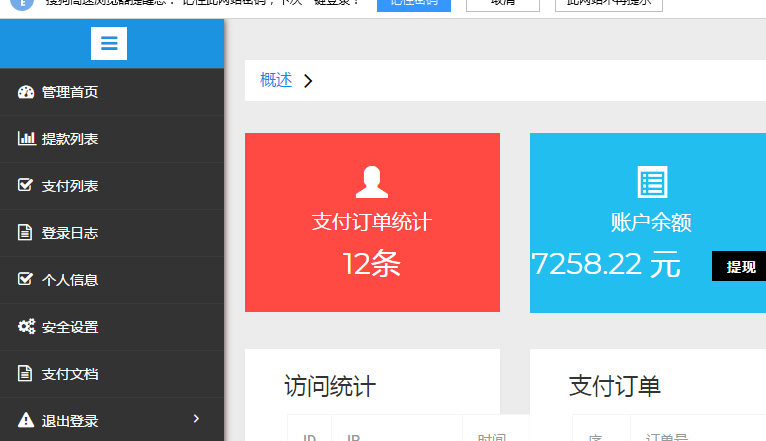 记住密码
取消
此网站不再提示
管理首页
提款列表
支付列表
登录日志
个人信息
安全设置
支付文档
退出登录
概述
支付订单统计
12条
账户余额
7258.22 元
提现
访问统计
ID IP 时间
支付订单
序 订单号